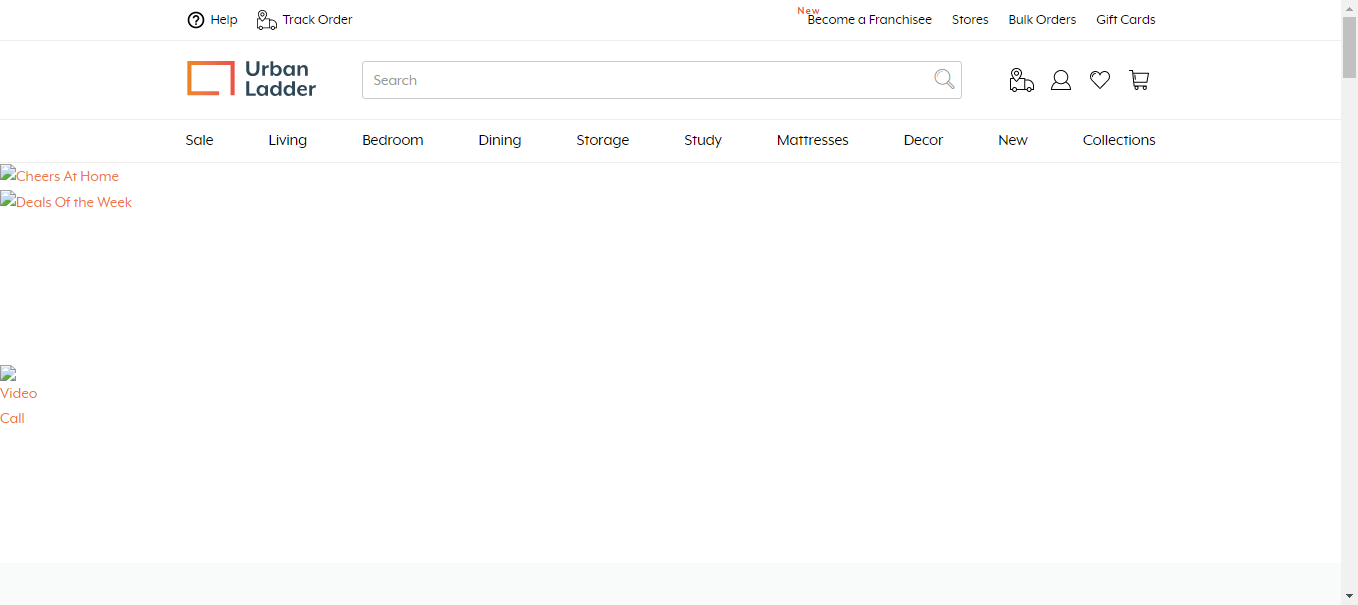 Help Track Order New Become a Franchisee Stores Bulk Orders Gift Cards
Urban
Ladder
Search
Sale Living Bedroom Dining Storage Study Mattresses Decor New Collections
Cheers At Home
Deals Of the Week
Video
Call